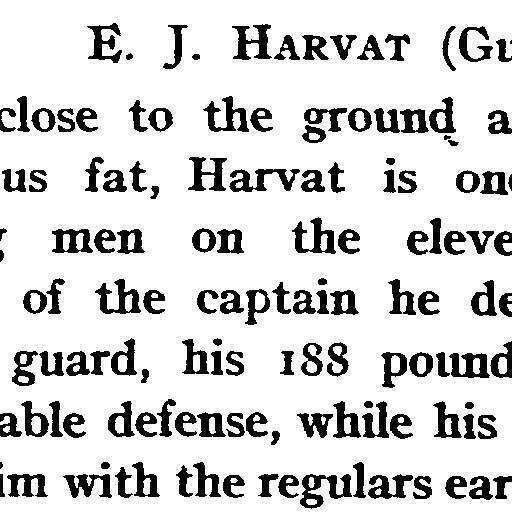 E. J. HARVAT (Gu
close to the ground a
us fat, Harvat is one
g men on the eleve
of the captain he de
guard, his 188 pound
able defense, while his
im with the regulars ear